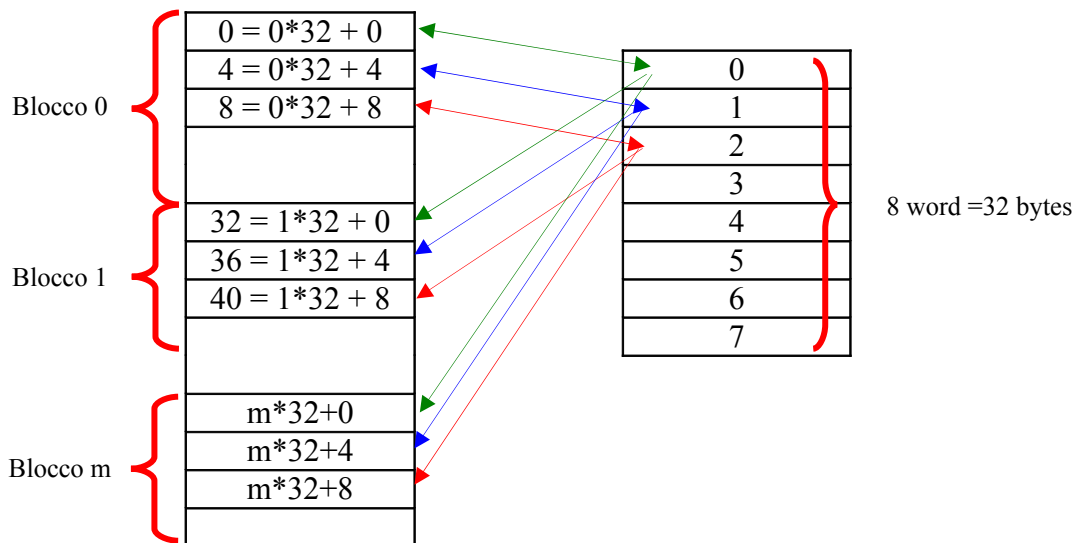 Blocco 0
0 = 0*32 + 0
4 = 0*32 + 4
8 = 0*32 + 8
Blocco 1
32 = 1*32 + 0
36 = 1*32 + 4
40 = 1*32 + 8
Blocco m
m*32+0
m*32+4
m*32+8
0
1
2
3
4
5
6
7
8 word =32 bytes